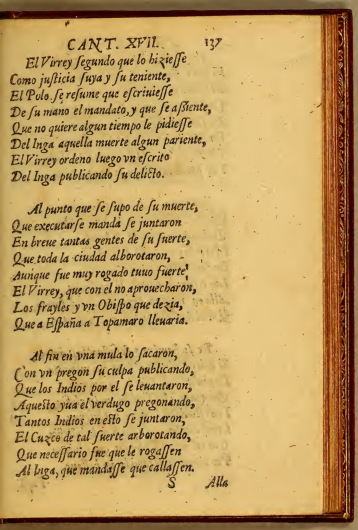 CANT. XVII. 137
El Virrey segundo que lo hiziesse
Como justicia suya y su teniente,
El Polo se resume que escriuiesse
De su mano el mandato, y que se assiente,
Que no quiere algun tiempo le pidiesse
Del Inga aquella muerte algun pariente,
El Virrey ordeno luego vn escrito
Del Inga publicando su delicto.
Al punto que se supo de su muerte,
Que executarse manda se juntaron
En breue tantas gentes de su suerte,
Que toda la ciudad alborotaron,
Aunque fue muy rogado tuuo fuerte
El Virrey, que con el no aprouecharon,
Los frayles y vn Obispo que dezia,
Que a España a Topamaro lleuaria.
Al fin en vna mula lo sacaron,
Con vn pregon su culpa publicando,
Que los Indios por el se leuantaron,
Aquesto yua el verdugo pregonando,
Tantos Indios en esto se juntaron,
El Cuzco de tal suerte arborotando,
Que necessario fue que le rogassen
Al Inga, que mandasse que callassen.
S Alla